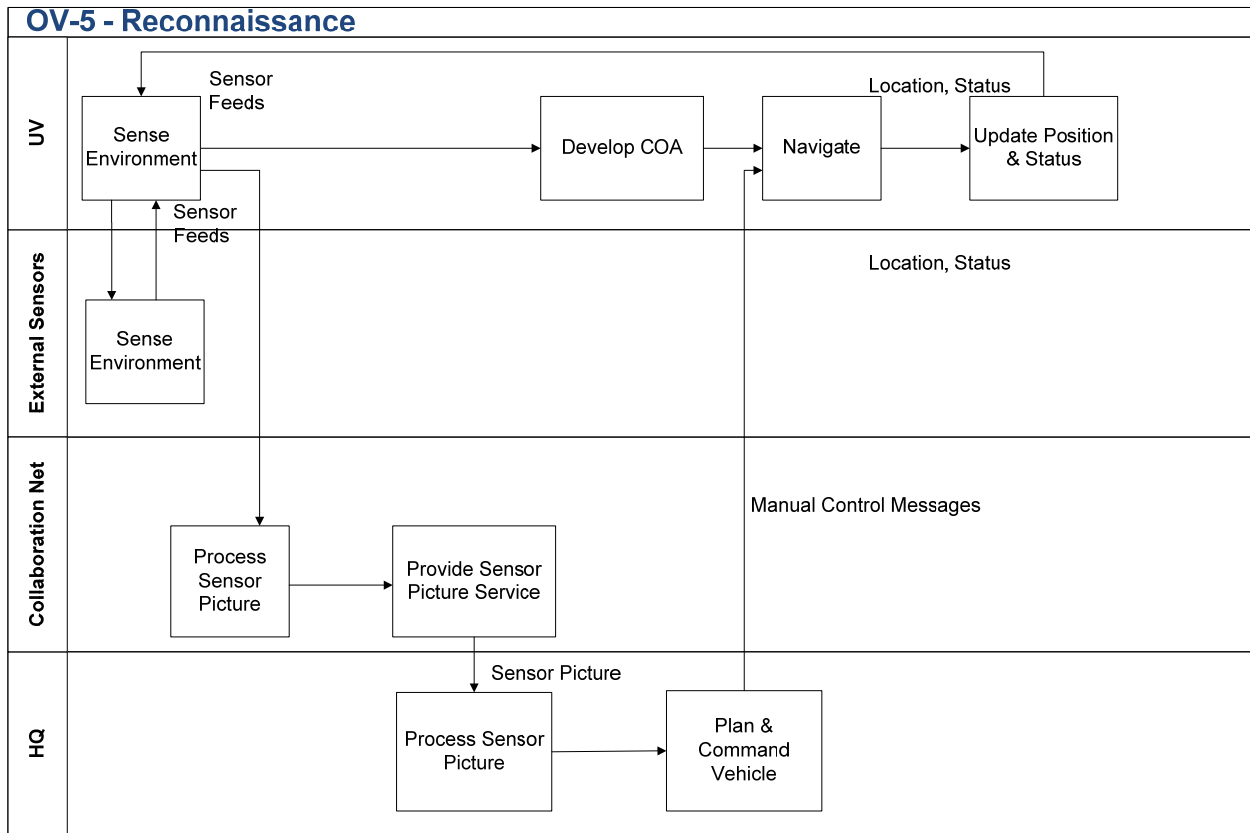 OV-5 - Reconnaissance
UV
Sensor
Feeds
Location, Status
Sense
Environment
Develop COA
Navigate
Update Position
& Status
Sensor
Feeds
External Sensors
Location, Status
Sense
Environment
Collaboration Net
Manual Control Messages
Process
Sensor
Picture
Provide Sensor
Picture Service
HQ
Sensor Picture
Process Sensor
Picture
Plan &
Command
Vehicle